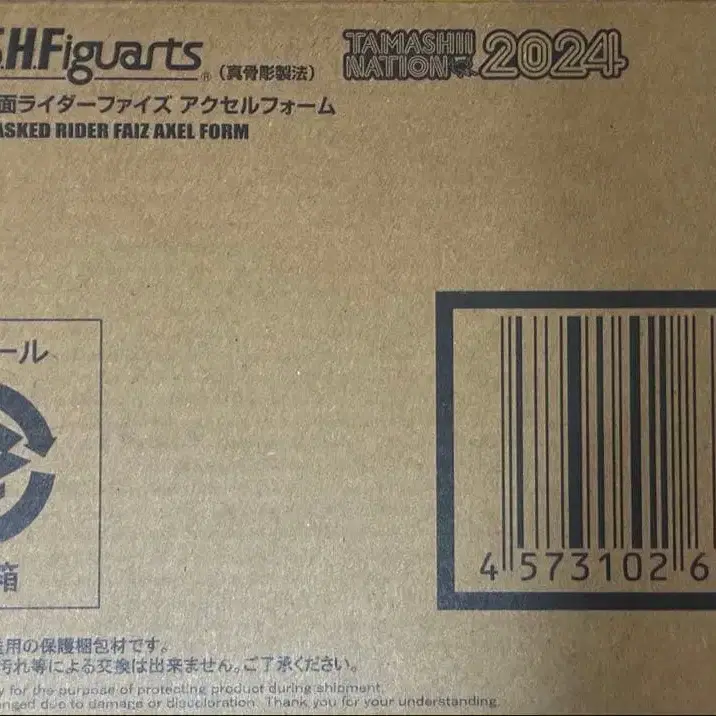 S.H.Figuarts®（真骨彫製法） TAMASHII NATION 2024
面ライダーファイズ アクセルフォーム
ASKED RIDER FAIZ AXEL FORM
ール
箱
4 573102 6
用の保護梱包材です。
汚れ等による交換は出来ません。ご了承ください。
y for the purpose of protecting product during shipment.
nged due to damage or discoloration. Thank you for your understanding.